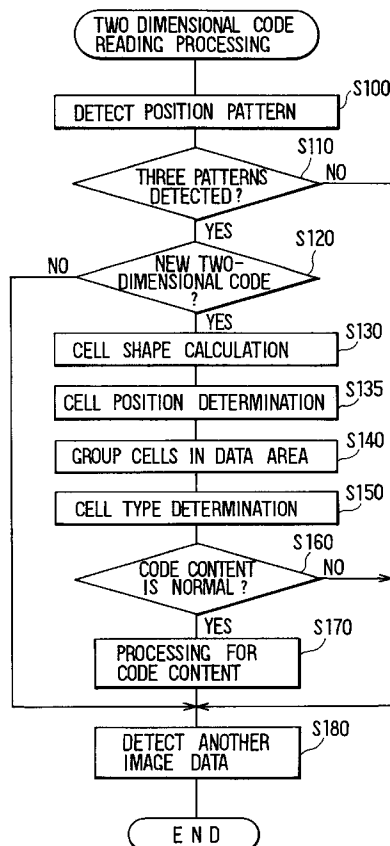 TWO DIMENSIONAL CODE
READING PROCESSING
S100
DETECT POSITION PATTERN
S110
THREE PATTERNS
DETECTED?
NO
YES
S120
NO
NEW TWO-
DIMENSIONAL CODE
?
YES
S130
CELL SHAPE CALCULATION
S135
CELL POSITION DETERMINATION
S140
GROUP CELLS IN DATA AREA
S150
CELL TYPE DETERMINATION
S160
CODE CONTENT
IS NORMAL?
NO
YES
S170
PROCESSING FOR
CODE CONTENT
S180
DETECT ANOTHER
IMAGE DATA
END